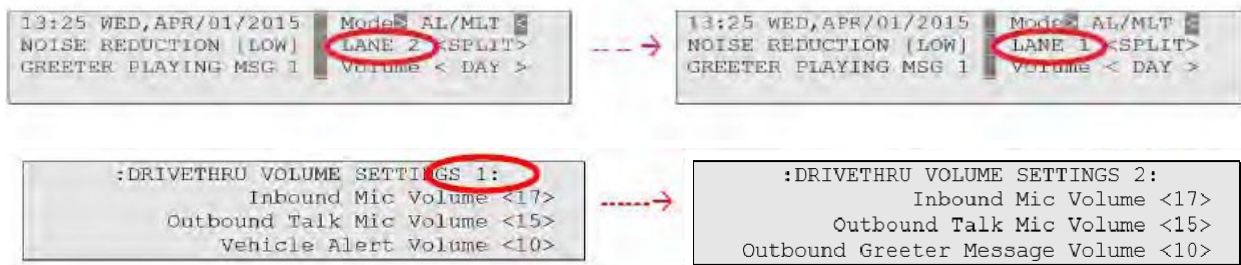 13:25 WED,APR/01/2015 Mode> AL/MLT <
NOISE REDUCTION [LOW] LANE 2 <SPLIT>
GREETER PLAYING MSG 1 Volume < DAY >
13:25 WED,APR/01/2015 Mode> AL/MLT <
NOISE REDUCTION [LOW] LANE 1 <SPLIT>
GREETER PLAYING MSG 1 Volume < DAY >
:DRIVETHRU VOLUME SETTINGS 1:
Inbound Mic Volume <17>
Outbound Talk Mic Volume <15>
Vehicle Alert Volume <10>
:DRIVETHRU VOLUME SETTINGS 2:
Inbound Mic Volume <17>
Outbound Talk Mic Volume <15>
Outbound Greeter Message Volume <10>